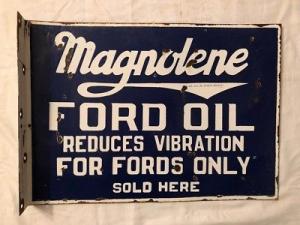 Magnolene
FORD OIL
REDUCES VIBRATION
FOR FORDS ONLY
SOLD HERE